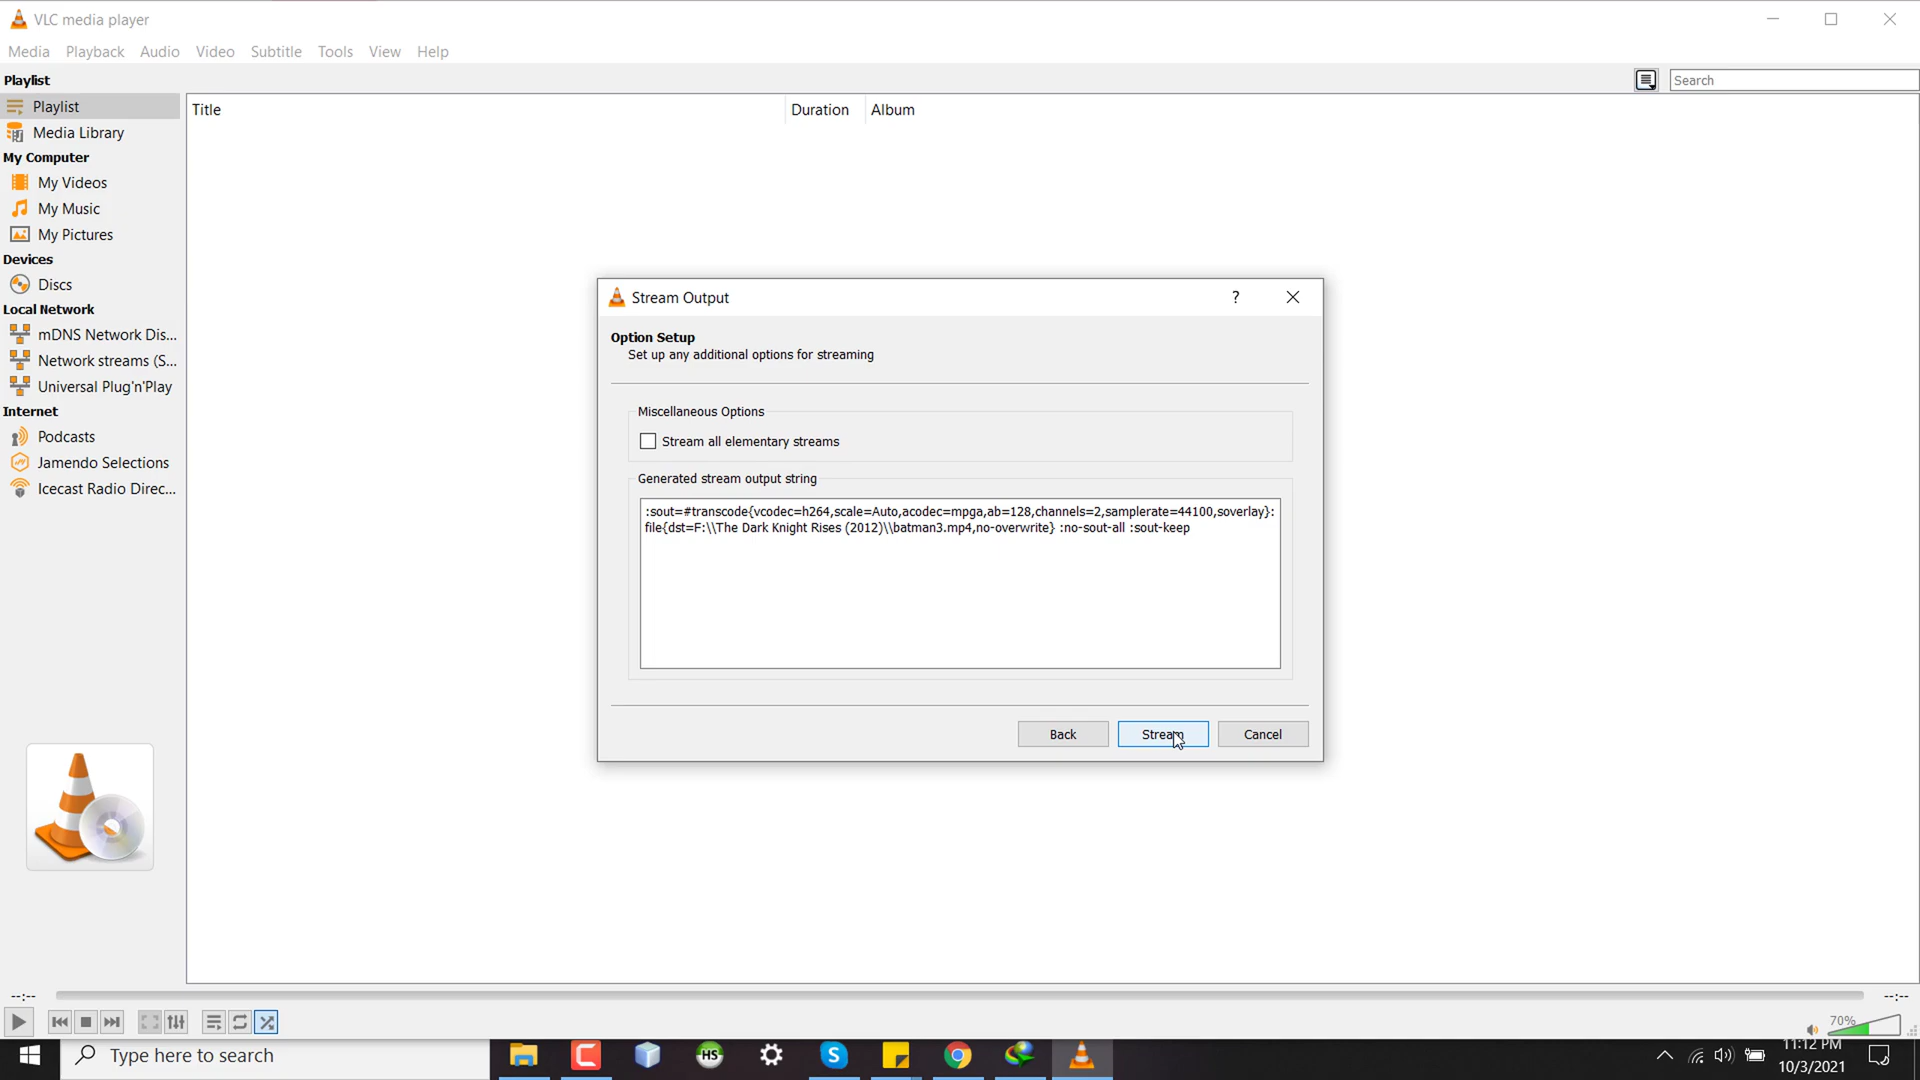 VLC media player
Media Playback Audio Video Subtitle Tools View Help
Playlist
Search
Playlist
Media Library
My Computer
My Videos
My Music
My Pictures
Devices
Discs
Local Network
mDNS Network Dis...
Network streams (S...
Universal Plug'n'Play
Internet
Podcasts
Jamendo Selections
Icecast Radio Direc...
Title Duration Album
Stream Output
?
Option Setup
Set up any additional options for streaming
Miscellaneous Options
Stream all elementary streams
Generated stream output string
:sout=#transcode{vcodec=h264,scale=Auto,acodec=mpga,ab=128,channels=2,samplerate=44100,soverlay}:
file{dst=F:\\The Dark Knight Rises (2012)\\batman3.mp4,no-overwrite} :no-sout-all :sout-keep
Back Stream Cancel
--:-- --:--
70%
Type here to search
HS
11:12 PM
10/3/2021